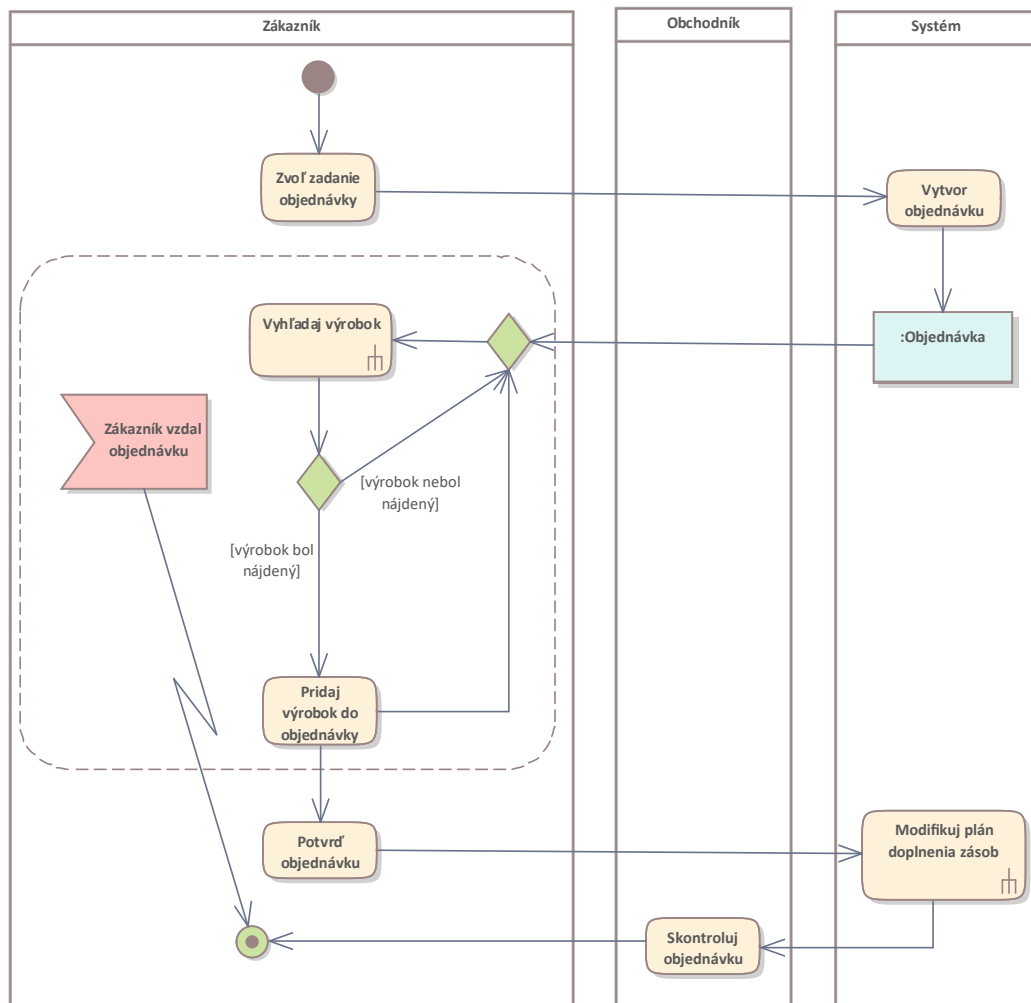 Zákazník
Obchodník
Systém
Zvoľ zadanie
objednávky
Vytvor
objednávku
Vyhľadaj výrobok
:Objednávka
Zákazník vzdal
objednávku
[výrobok nebol
nájdený]
[výrobok bol
nájdený]
Pridaj
výrobok do
objednávky
Potvrď
objednávku
Modifikuj plán
doplnenia zásob
Skontroluj
objednávku